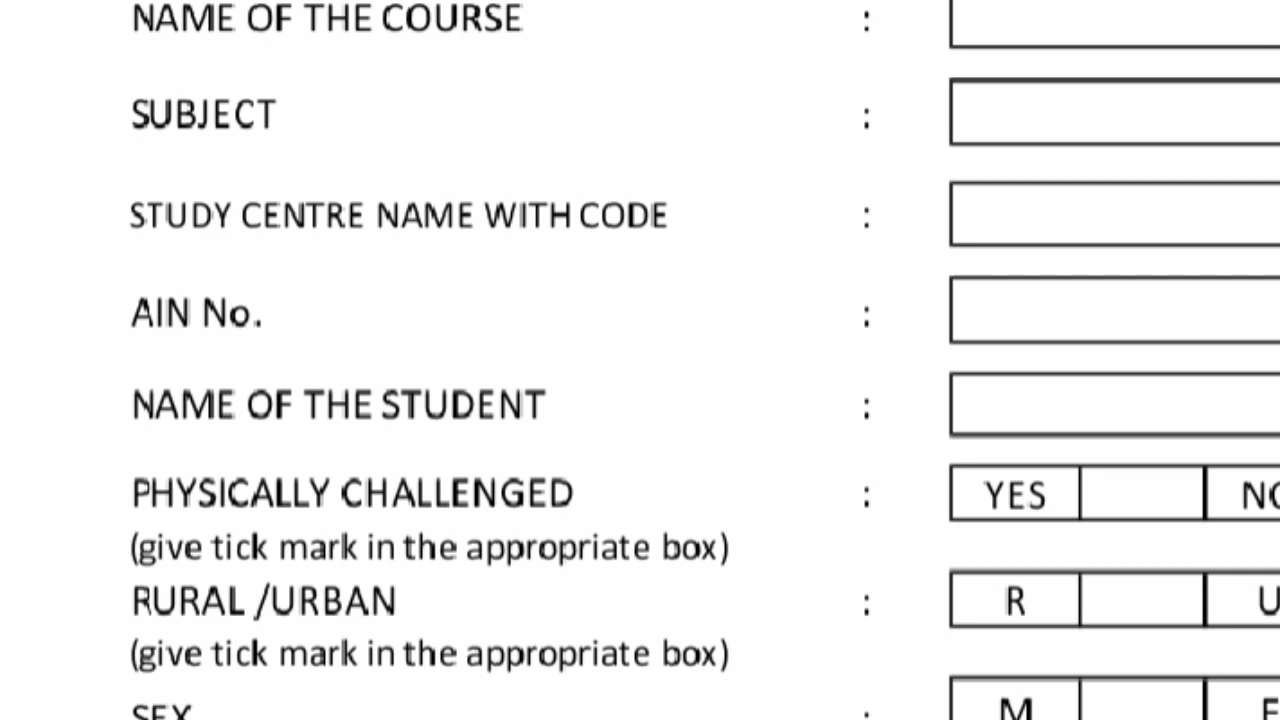 NAME OF THE COURSE :
SUBJECT :
STUDY CENTRE NAME WITH CODE :
AIN No. :
NAME OF THE STUDENT :
PHYSICALLY CHALLENGED : YES NO
(give tick mark in the appropriate box)
RURAL /URBAN : R U
(give tick mark in the appropriate box)
SEX : M F